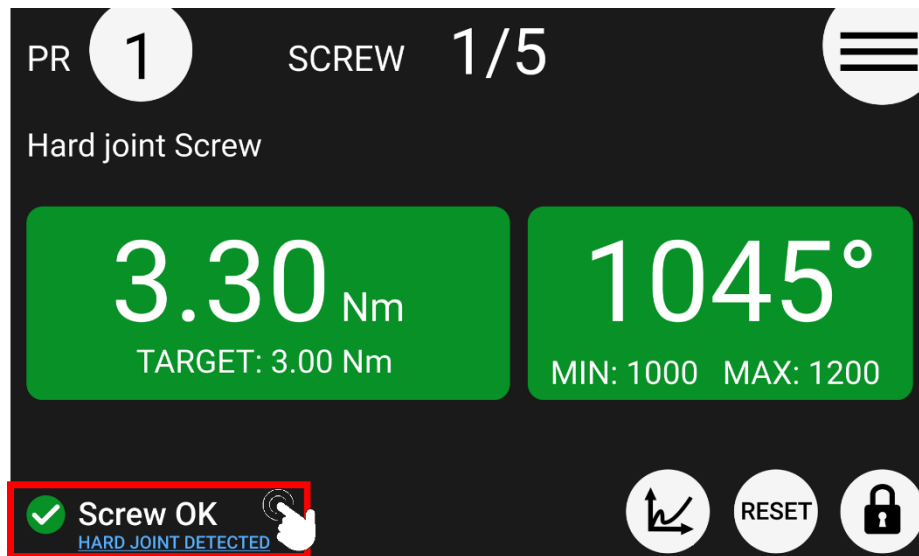 PR 1 SCREW 1/5
Hard joint Screw
3.30 Nm
TARGET: 3.00 Nm
1045°
MIN: 1000 MAX: 1200
Screw OK
HARD JOINT DETECTED
RESET